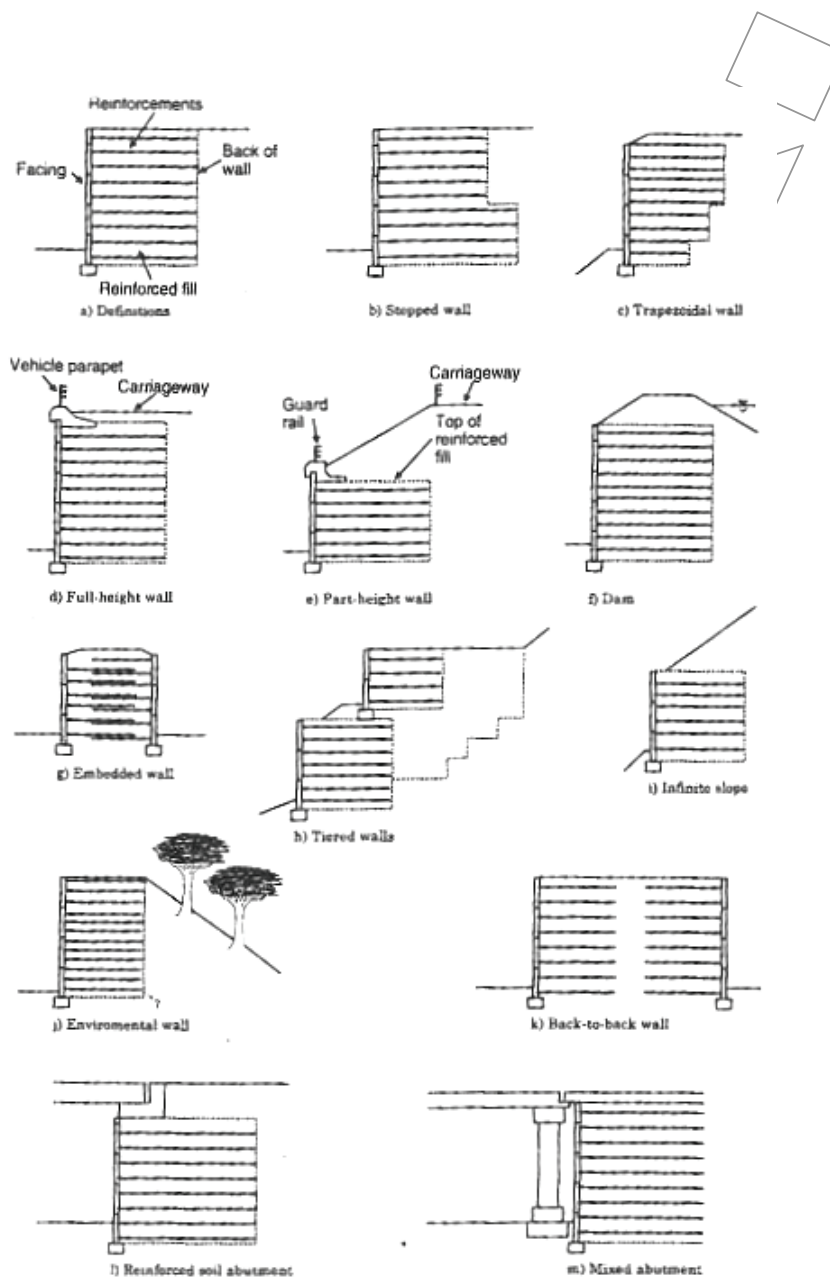 Reinforcements
Facing
Back of
wall
Reinforced fill
a) Definitions
b) Stepped wall
c) Trapezoidal wall
Vehicle parapet
Carriageway
Carriageway
Guard
rail
Top of
reinforced
fill
d) Full-height wall
e) Part-height wall
f) Dam
g) Embedded wall
h) Tiered walls
i) Infinite slope
?
j) Enviromental wall
k) Back-to-back wall
l) Reinforced soil abutment
m) Mixed abutment